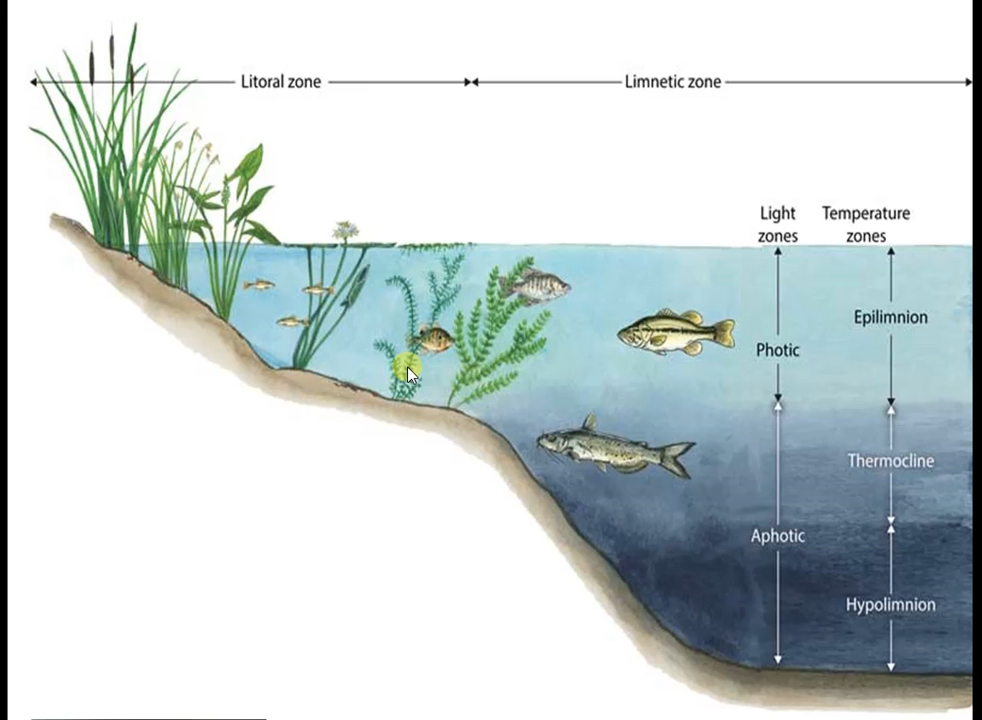 Litoral zone
Limnetic zone
Light
zones
Temperature
zones
Epilimnion
Photic
Thermocline
Aphotic
Hypolimnion